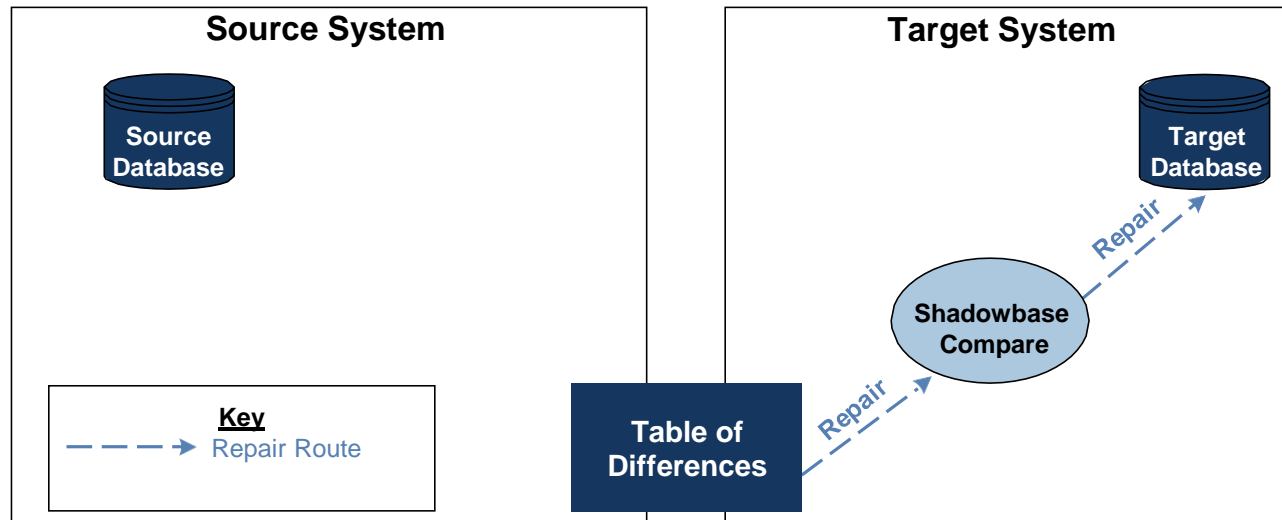 Source System
Target System
Source
Database
Target
Database
Repair
Shadowbase
Compare
Repair
Key
Repair Route
Table of
Differences